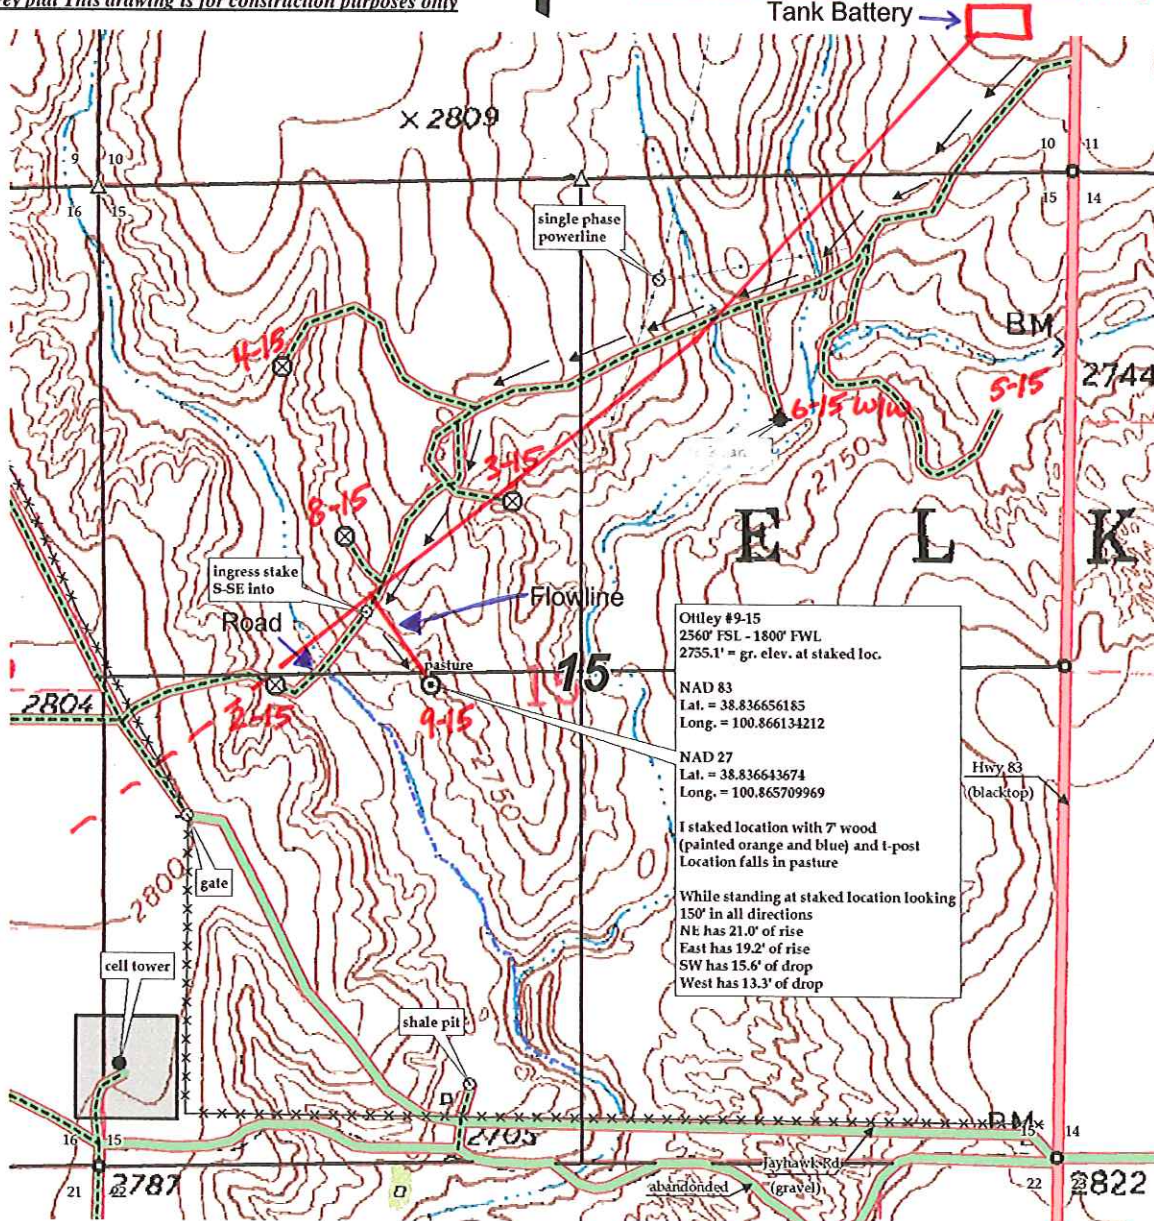 ey plat This drawing is for construction purposes only
Tank Battery
× 2809
9 10
16 15
10 11
15 14
single phase
powerline
BM
2744
4-15
5-15
6-15 W/W
3-15
2750
8-15
E L K
ingress stake
S-SE into
Road
Flowline
pasture
15
2804
2-15
9-15
2750
Ottley #9-15
2560' FSL - 1800' FWL
2755.1' = gr. elev. at staked loc.
NAD 83
Lat. = 38.836656185
Long. = 100.866134212
NAD 27
Lat. = 38.836643674
Long. = 100.865709969
I staked location with 7' wood
(painted orange and blue) and t-post
Location falls in pasture
While standing at staked location looking
150' in all directions
NE has 21.0' of rise
East has 19.2' of rise
SW has 15.6' of drop
West has 13.3' of drop
Hwy 83
(blacktop)
gate
2800
cell tower
shale pit
16 15
2705
BM
15 14
Jayhawk Rd
(gravel)
abandonded
21 22
2787
22 23
2822